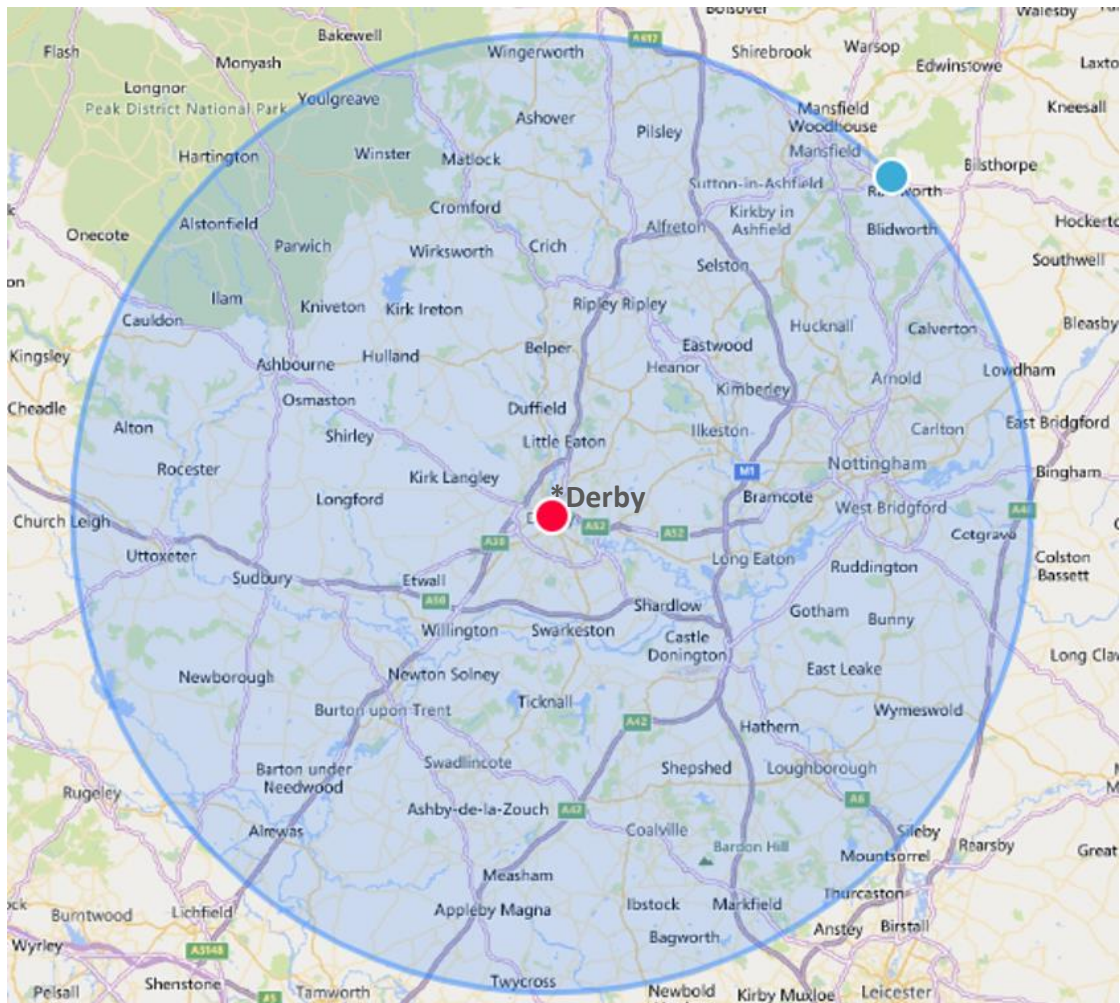 Bolsover
Walesby
Flash
Bakewell
Wingerworth
A617
Shirebrook
Warsop
Monyash
Edwinstowe
Laxto
Longnor
Peak District National Park
Youlgreave
Ashover
Mansfield
Woodhouse
Kneesall
Pilsley
Hartington
Winster
Matlock
Mansfield
Bilsthorpe
Sutton-in-Ashfield
Cromford
Kirkby in
Ashfield
Blidworth
Hockerto
Alstonfield
Onecote
Parwich
Wirksworth
Crich
Alfreton
Selston
Southwell
on
Ilam
Kniveton
Kirk Ireton
Ripley Ripley
Cauldon
Hucknall
Calverton
Bleasby
Kingsley
Hulland
Belper
Eastwood
Ashbourne
Heanor
Arnold
Lowdham
Cheadle
Osmaston
Duffield
Kimberley
Alton
Shirley
Little Eaton
Ilkeston
Carlton
East Bridgford
Rocester
Kirk Langley
M1
Nottingham
Bingham
Longford
*Derby
Bramcote
West Bridgford
Church Leigh
A52
A52
A46
Cotgrave
Uttoxeter
A38
Long Eaton
Colston
Bassett
Sudbury
Etwall
Ruddington
A50
Shardlow
Gotham
Bunny
Willington
Swarkeston
Castle
Donington
Long Claw
Newborough
Newton Solney
East Leake
Burton upon Trent
Ticknall
A42
Hathern
Wymeswold
Swadlincote
Shepshed
Loughborough
Barton under
Needwood
Rugeley
Ashby-de-la-Zouch
A42
A6
Alrewas
Coalville
Bardon Hill
Sileby
Rearsby
Great
Mountsorrel
Measham
Thurcaston
ock
Burntwood
Lichfield
Appleby Magna
Ibstock
Markfield
Anstey
Birstall
Wyrley
A5148
Bagworth
Pelsall
Shenstone
A5
Tamworth
Twycross
Newbold
Kirby Muxloe
Leicester